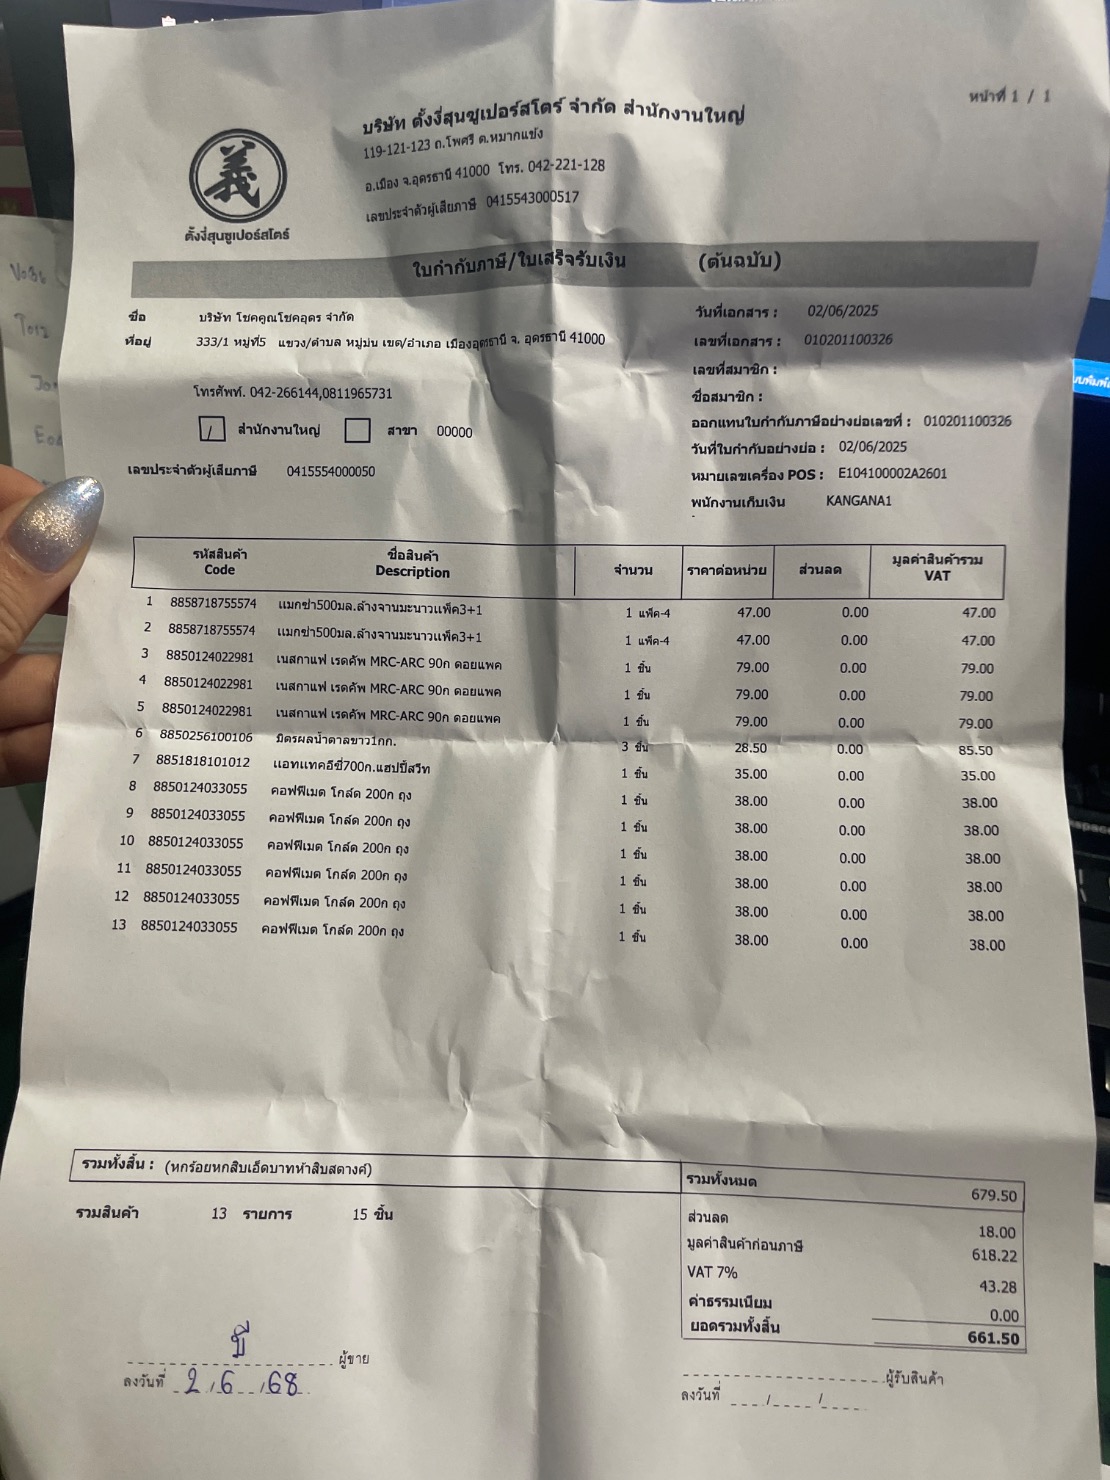 หน้าที่ 1 / 1
บริษัท ตั้งงี่สุนซูเปอร์สโตร์ จำกัด สำนักงานใหญ่
119-121-123 ถ.โพศรี ต.หมากแข้ง
อ.เมือง จ.อุดรธานี 41000 โทร. 042-221-128
เลขประจำตัวผู้เสียภาษี 0415543000517
義
ตั้งงี่สุนซูเปอร์สโตร์
ใบกำกับภาษี/ใบเสร็จรับเงิน (ต้นฉบับ)
ชื่อ บริษัท โชคคูณโชคอุดร จำกัด
ที่อยู่ 333/1 หมู่ที่5 แขวง/ตำบล หมู่ม่น เขต/อำเภอ เมืองอุดรธานี จ. อุดรธานี 41000
โทรศัพท์. 042-266144,0811965731
/ สำนักงานใหญ่ สาขา 00000
เลขประจำตัวผู้เสียภาษี 0415554000050
วันที่เอกสาร : 02/06/2025
เลขที่เอกสาร : 010201100326
เลขที่สมาชิก :
ชื่อสมาชิก :
ออกแทนใบกำกับภาษีอย่างย่อเลขที่ : 010201100326
วันที่ใบกำกับอย่างย่อ : 02/06/2025
หมายเลขเครื่อง POS : E104100002A2601
พนักงานเก็บเงิน KANGANA1
รหัสสินค้า ชื่อสินค้า จำนวน ราคาต่อหน่วย ส่วนลด มูลค่าสินค้ารวม
Code Description VAT
1 8858718755574 แมกซ่า500มล.ล้างจานมะนาวแพ็ค3+1 1 แพ็ค-4 47.00 0.00 47.00
2 8858718755574 แมกซ่า500มล.ล้างจานมะนาวแพ็ค3+1 1 แพ็ค-4 47.00 0.00 47.00
3 8850124022981 เนสกาแฟ เรดคัพ MRC-ARC 90ก ดอยแพค 1 ชิ้น 79.00 0.00 79.00
4 8850124022981 เนสกาแฟ เรดคัพ MRC-ARC 90ก ดอยแพค 1 ชิ้น 79.00 0.00 79.00
5 8850124022981 เนสกาแฟ เรดคัพ MRC-ARC 90ก ดอยแพค 1 ชิ้น 79.00 0.00 79.00
6 8850256100106 มิตรผลน้ำตาลขาว1กก. 3 ชิ้น 28.50 0.00 85.50
7 8851818101012 แอทแทคอีซี่700ก.แฮปปี้สวีท 1 ชิ้น 35.00 0.00 35.00
8 8850124033055 คอฟฟีเมต โกล์ด 200ก ถุง 1 ชิ้น 38.00 0.00 38.00
9 8850124033055 คอฟฟีเมต โกล์ด 200ก ถุง 1 ชิ้น 38.00 0.00 38.00
10 8850124033055 คอฟฟีเมต โกล์ด 200ก ถุง 1 ชิ้น 38.00 0.00 38.00
11 8850124033055 คอฟฟีเมต โกล์ด 200ก ถุง 1 ชิ้น 38.00 0.00 38.00
12 8850124033055 คอฟฟีเมต โกล์ด 200ก ถุง 1 ชิ้น 38.00 0.00 38.00
13 8850124033055 คอฟฟีเมต โกล์ด 200ก ถุง 1 ชิ้น 38.00 0.00 38.00
รวมทั้งสิ้น : (หกร้อยหกสิบเอ็ดบาทห้าสิบสตางค์)
รวมสินค้า 13 รายการ 15 ชิ้น
รวมทั้งหมด 679.50
ส่วนลด 18.00
มูลค่าสินค้าก่อนภาษี 618.22
VAT 7% 43.28
ค่าธรรมเนียม 0.00
ยอดรวมทั้งสิ้น 661.50
บี ผู้ขาย
ลงวันที่ 2 / 6 / 68
ผู้รับสินค้า
ลงวันที่ / /